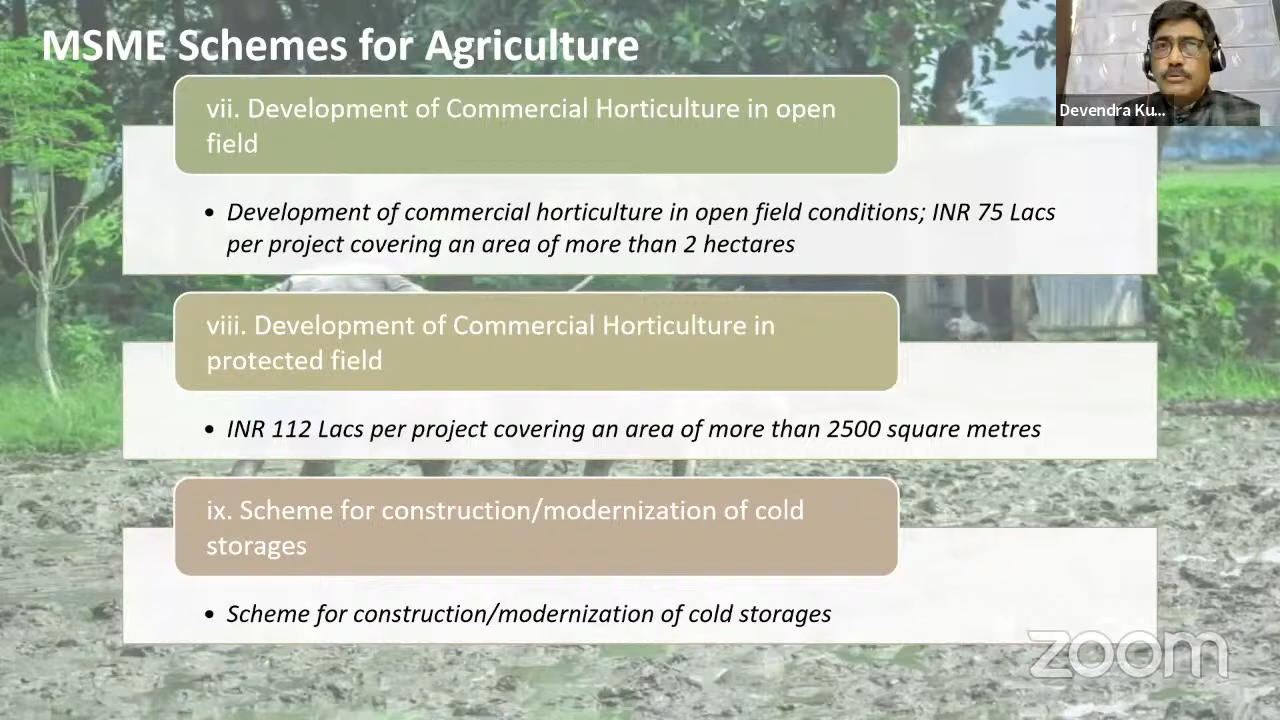 MSME Schemes for Agriculture
Devendra Ku...
vii. Development of Commercial Horticulture in open
field
• Development of commercial horticulture in open field conditions; INR 75 Lacs
per project covering an area of more than 2 hectares
viii. Development of Commercial Horticulture in
protected field
• INR 112 Lacs per project covering an area of more than 2500 square metres
ix. Scheme for construction/modernization of cold
storages
• Scheme for construction/modernization of cold storages
zoom